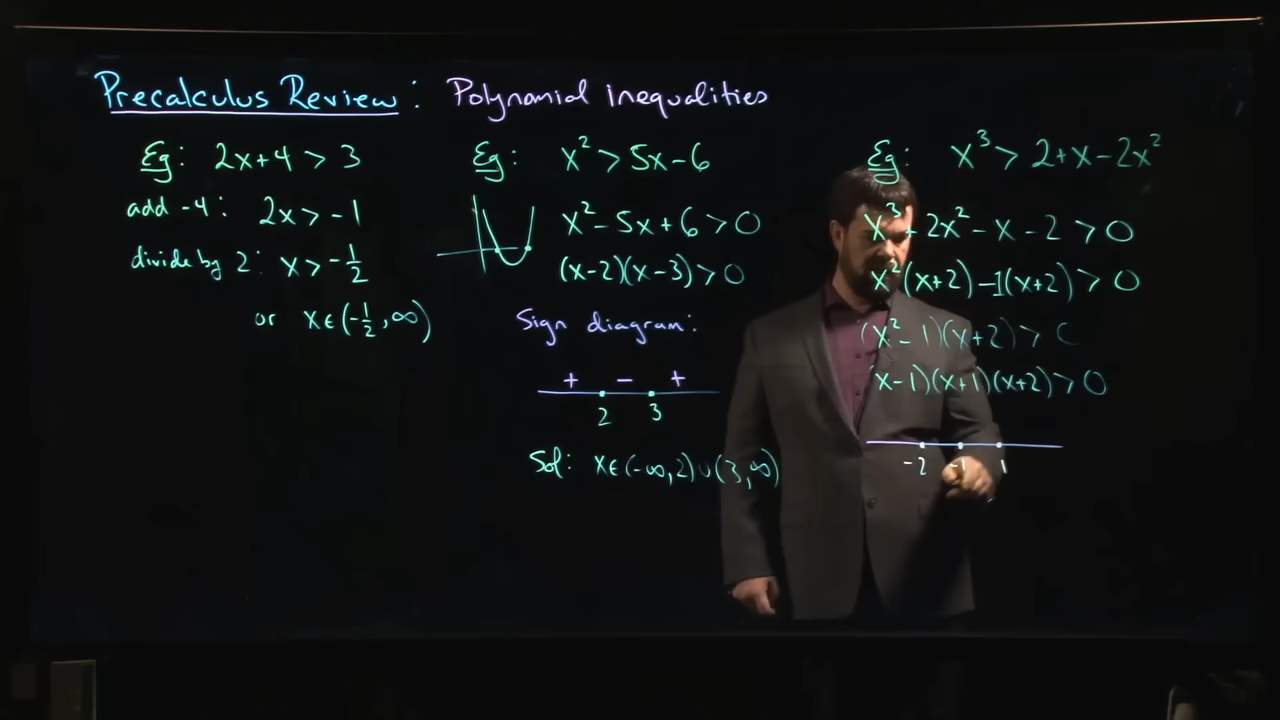 Precalculus Review: Polynomial inequalities
Eg: 2x+4 > 3
add -4: 2x > -1
divide by 2: x > -1/2
or x∈(-1/2, ∞)
Eg: x² > 5x-6
x²-5x+6 > 0
(x-2)(x-3) > 0
Sign diagram:
+ - +
2 3
Sol: x∈(-∞,2)∪(3,∞)
Eg: x³ > 2+x-2x²
x³ 2x²-x-2 > 0
x²(x+2)-1(x+2) > 0
(x²-1)(x+2) >
(x-1)(x+1)(x+2) > 0
-2 -1 1